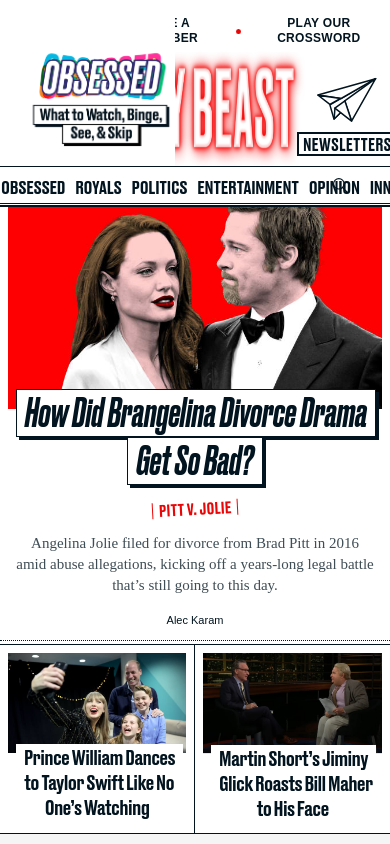 E A
BER
PLAY OUR
CROSSWORD
OBSESSED
What to Watch, Binge,
See, & Skip
Y BEAST
NEWSLETTERS
OBSESSED ROYALS POLITICS ENTERTAINMENT OPINION INN
How Did Brangelina Divorce Drama
Get So Bad?
PITT V. JOLIE
Angelina Jolie filed for divorce from Brad Pitt in 2016
amid abuse allegations, kicking off a years-long legal battle
that’s still going to this day.
Alec Karam
Prince William Dances
to Taylor Swift Like No
One’s Watching
Martin Short’s Jiminy
Glick Roasts Bill Maher
to His Face